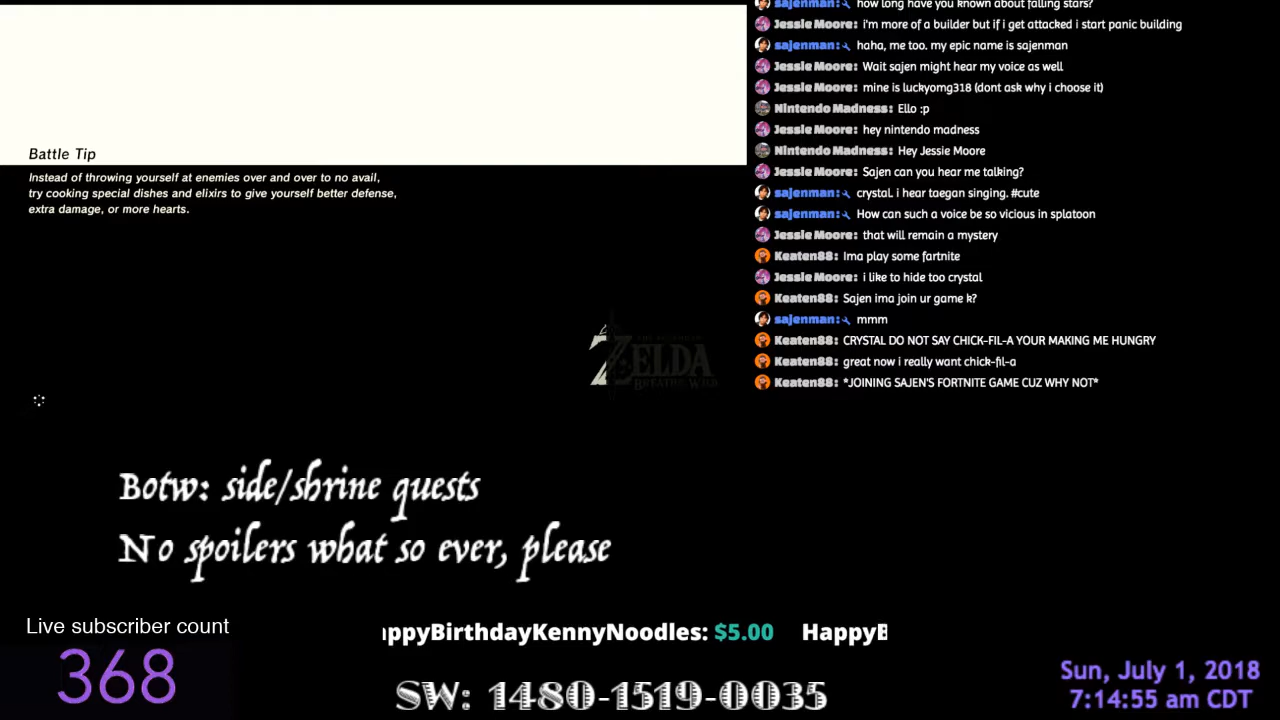 Battle Tip
Instead of throwing yourself at enemies over and over to no avail,
try cooking special dishes and elixirs to give yourself better defense,
extra damage, or more hearts.
ZELDA
BREATH OF THE WILD
sajenman: how long have you known about falling stars?
Jessie Moore: i'm more of a builder but if i get attacked i start panic building
sajenman: haha, me too. my epic name is sajenman
Jessie Moore: Wait sajen might hear my voice as well
Jessie Moore: mine is luckyomg318 (dont ask why i choose it)
Nintendo Madness: Ello :p
Jessie Moore: hey nintendo madness
Nintendo Madness: Hey Jessie Moore
Jessie Moore: Sajen can you hear me talking?
sajenman: crystal. i hear taegan singing. #cute
sajenman: How can such a voice be so vicious in splatoon
Jessie Moore: that will remain a mystery
Keaten88: Ima play some fartnite
Jessie Moore: i like to hide too crystal
Keaten88: Sajen ima join ur game k?
sajenman: mmm
Keaten88: CRYSTAL DO NOT SAY CHICK-FIL-A YOUR MAKING ME HUNGRY
Keaten88: great now i really want chick-fil-a
Keaten88: *JOINING SAJEN'S FORTNITE GAME CUZ WHY NOT*
Botw: side/shrine quests
No spoilers what so ever, please
Live subscriber count
368
ppyBirthdayKennyNoodles: $5.00 HappyB
SW: 1480-1519-0035
Sun, July 1, 2018
7:14:55 am CDT